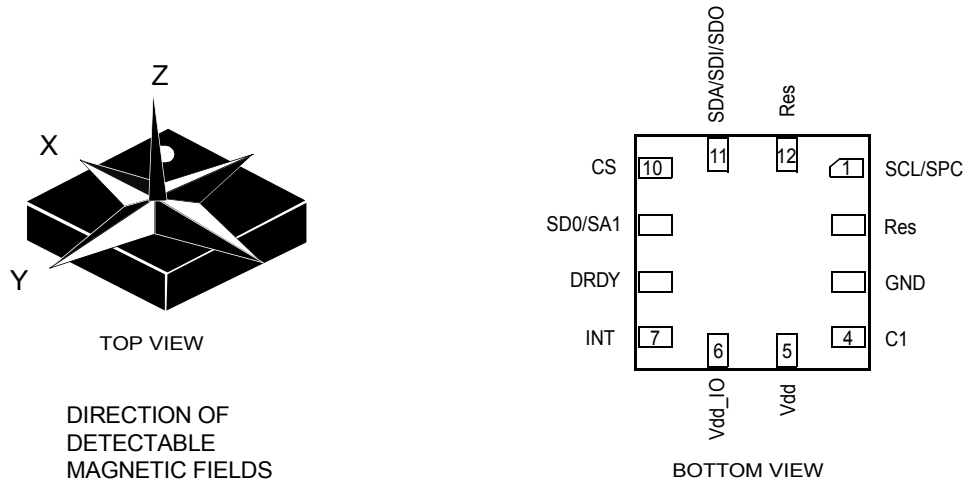 Z
X
Y
TOP VIEW
DIRECTION OF
DETECTABLE
MAGNETIC FIELDS
SDA/SDI/SDO
Res
11
12
CS
10
1
SCL/SPC
SD0/SA1
Res
DRDY
GND
INT
7
4
C1
6
5
Vdd_IO
Vdd
BOTTOM VIEW